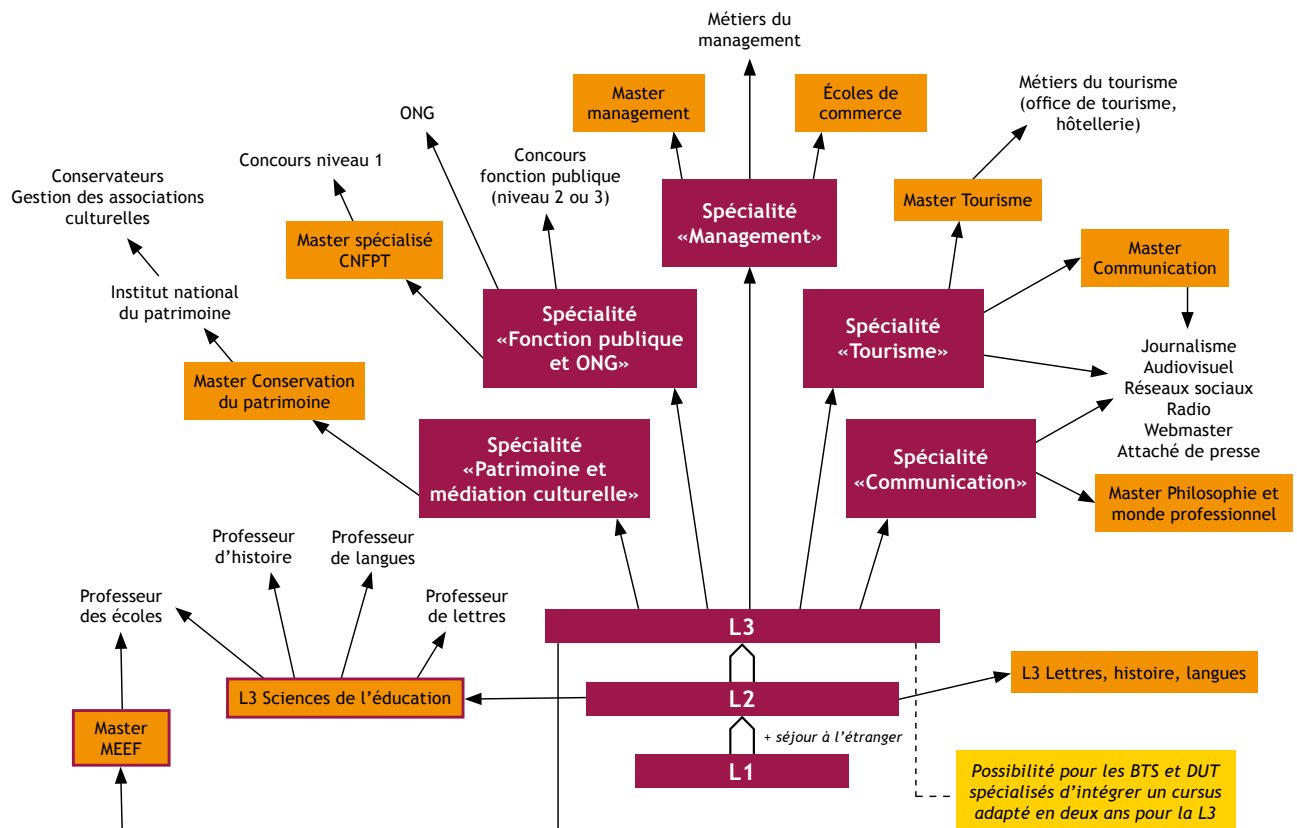 Métiers du
management
Master
management
Écoles de
commerce
Métiers du tourisme
(office de tourisme,
hôtellerie)
ONG
Concours niveau 1
Concours
fonction publique
(niveau 2 ou 3)
Conservateurs
Gestion des associations
culturelles
Master spécialisé
CNFPT
Spécialité
«Management»
Master Tourisme
Master
Communication
Institut national
du patrimoine
Spécialité
«Fonction publique
et ONG»
Spécialité
«Tourisme»
Journalisme
Audiovisuel
Réseaux sociaux
Radio
Webmaster
Attaché de presse
Master Conservation
du patrimoine
Spécialité
«Patrimoine et
médiation culturelle»
Spécialité
«Communication»
Master Philosophie et
monde professionnel
Professeur
d’histoire
Professeur
de langues
Professeur
des écoles
Professeur
de lettres
L3
L3 Sciences de l’éducation
L2
L3 Lettres, histoire, langues
Master
MEEF
+ séjour à l’étranger
L1
Possibilité pour les BTS et DUT
spécialisés d’intégrer un cursus
adapté en deux ans pour la L3